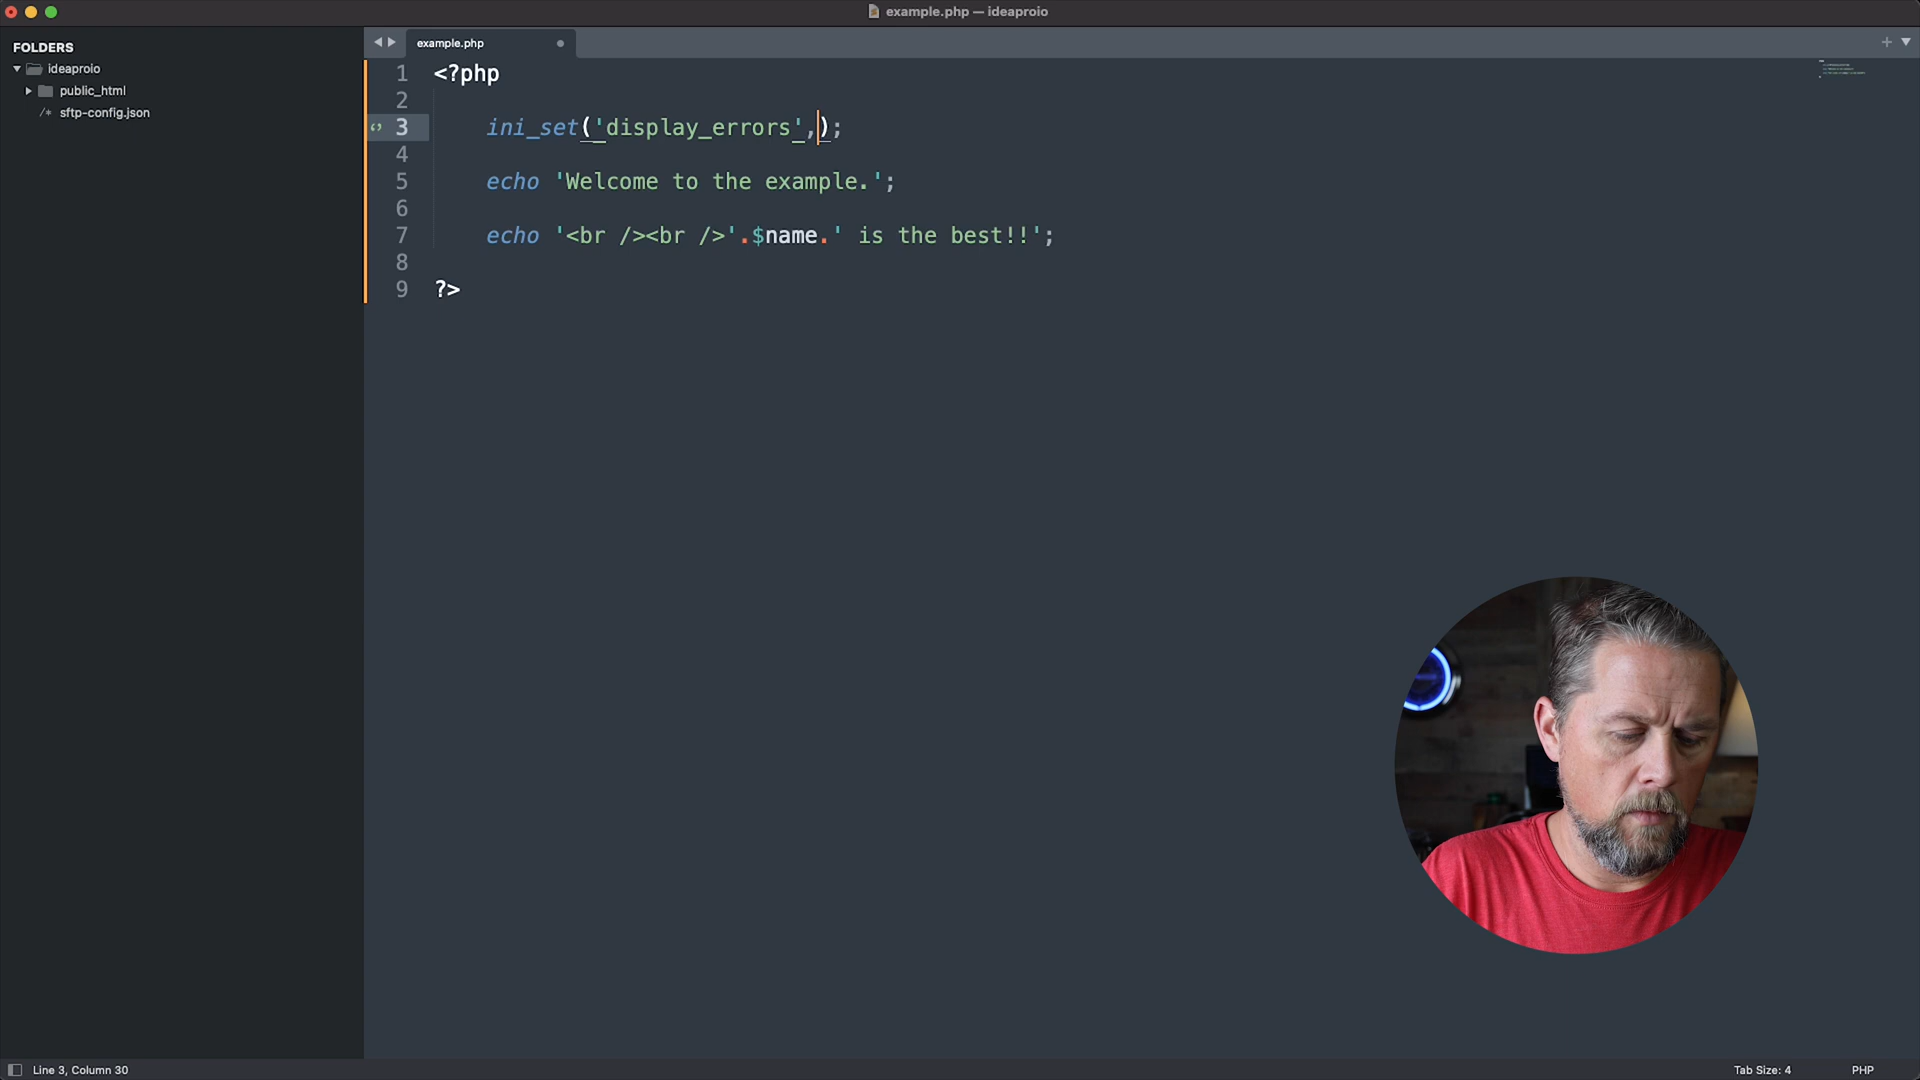 example.php — ideaproio
FOLDERS
ideaproio
public_html
/* sftp-config.json
example.php
1 <?php
2
3 ini_set('display_errors',);
4
5 echo 'Welcome to the example.';
6
7 echo '<br /><br />'.$name.' is the best!!';
8
9 ?>
Line 3, Column 30
Tab Size: 4
PHP